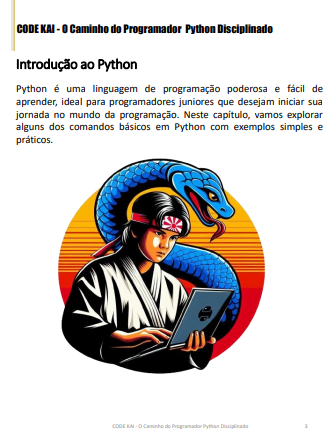 CODE KAI - O Caminho do Programador Python Disciplinado
Introdução ao Python
Python é uma linguagem de programação poderosa e fácil de
aprender, ideal para programadores juniores que desejam iniciar sua
jornada no mundo da programação. Neste capítulo, vamos explorar
alguns dos comandos básicos em Python com exemplos simples e
práticos.
CODE KAI - O Caminho do Programador Python Disciplinado 3